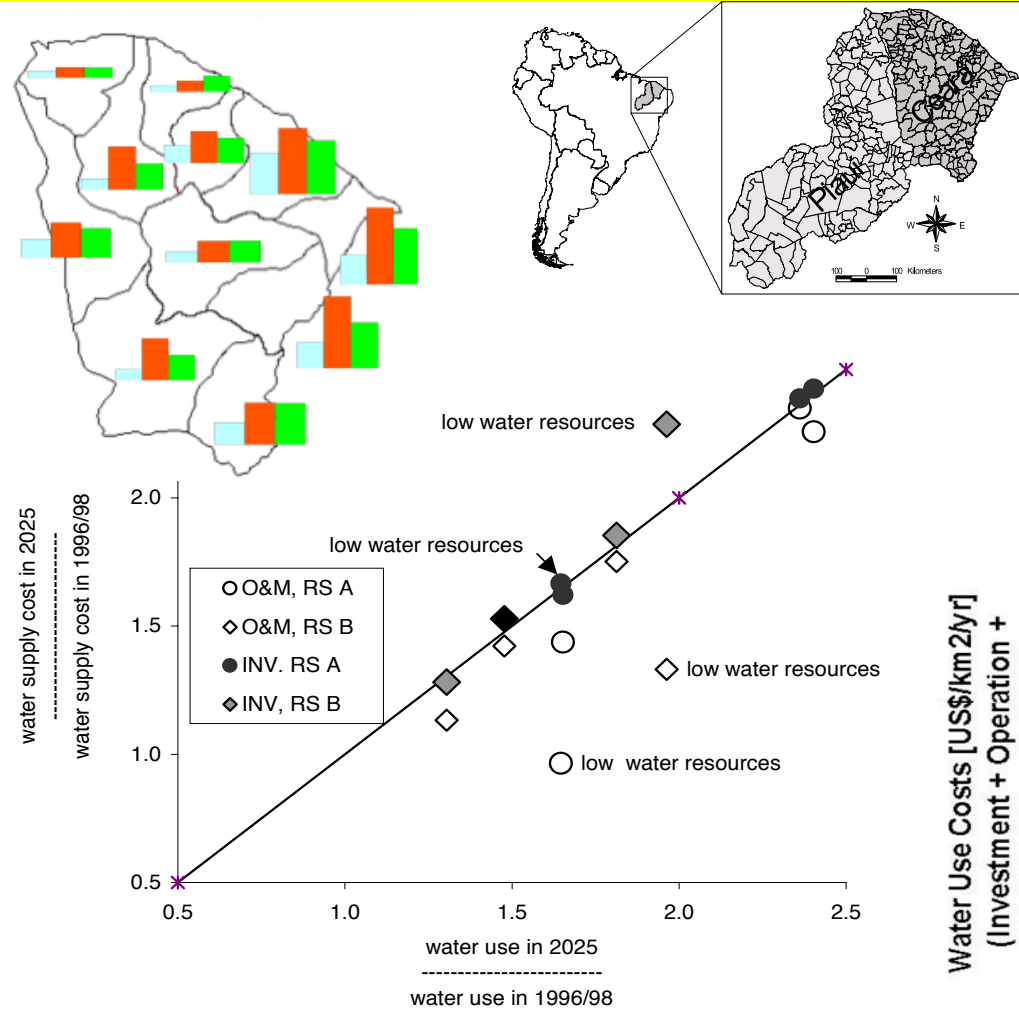 Ceará
Piauí
N
W E
S
100 0 100 Kilometers
low water resources
2.0
low water resources
water supply cost in 2025
-----------------------
water supply cost in 1996/98
O&M, RS A
O&M, RS B
INV. RS A
INV, RS B
1.5
low water resources
1.0
low water resources
0.5
0.5 1.0 1.5 2.0 2.5
water use in 2025
--------------------------
water use in 1996/98
Water Use Costs [US$/km2/yr]
(Investment + Operation +